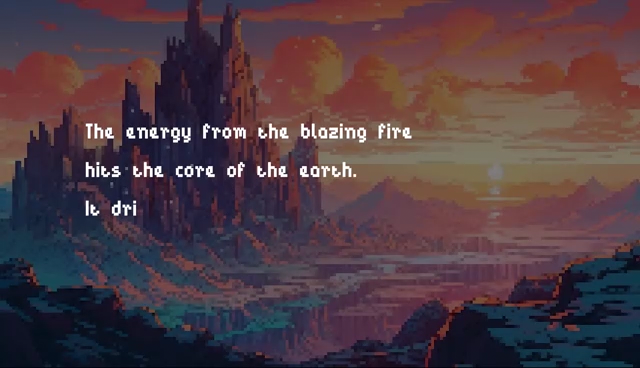 The energy from the blazing fire
hits the core of the earth.
It dri